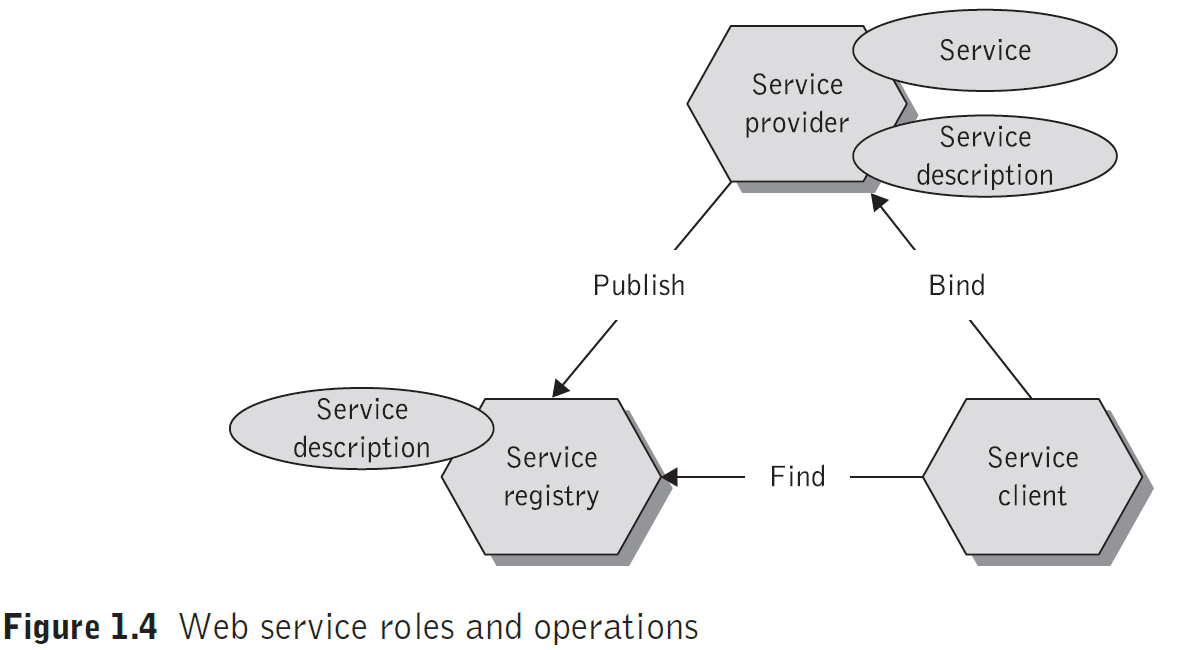 Service
Service
provider
Service
description
Publish
Bind
Service
description
Service
registry
Find
Service
client
Figure 1.4 Web service roles and operations